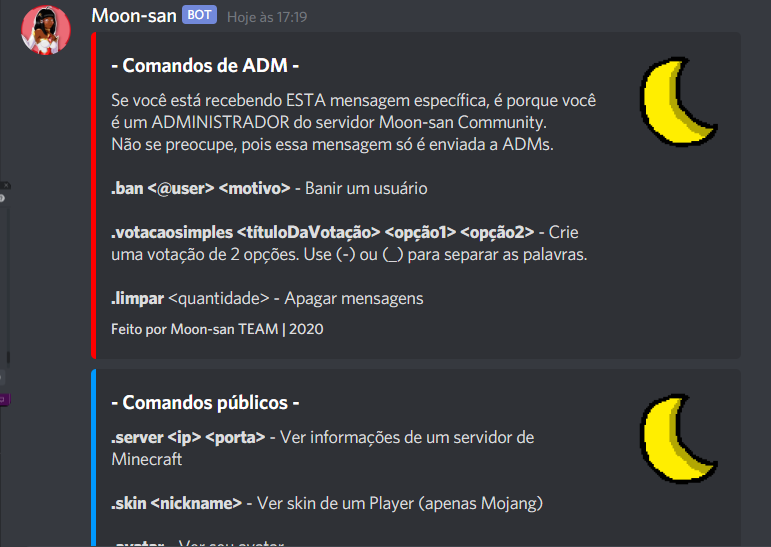 Moon-san BOT Hoje às 17:19
- Comandos de ADM -
Se você está recebendo ESTA mensagem específica, é porque você
é um ADMINISTRADOR do servidor Moon-san Community.
Não se preocupe, pois essa mensagem só é enviada a ADMs.
.ban <@user> <motivo> - Banir um usuário
.votacaosimples <títuloDaVotação> <opção1> <opção2> - Crie
uma votação de 2 opções. Use (-) ou (_) para separar as palavras.
.limpar <quantidade> - Apagar mensagens
Feito por Moon-san TEAM | 2020
- Comandos públicos -
.server <ip> <porta> - Ver informações de um servidor de
Minecraft
.skin <nickname> - Ver skin de um Player (apenas Mojang)
.avatar - Ver seu avatar